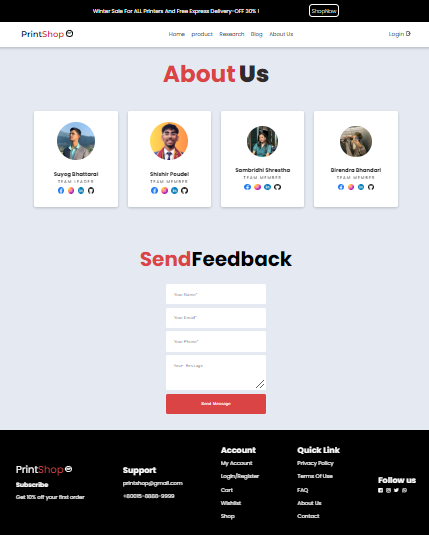 Winter Sale For ALL Printers And Free Express Delivery-OFF 30% !
ShopNow
PrintShop
Home
product
Research
Blog
About Us
Login
About Us
Suyog Bhattarai
TEAM LEADER
Shishir Poudel
TEAM MEMBER
Sambridhi Shrestha
TEAM MEMBER
Birendra Bhandari
TEAM MEMBER
SendFeedback
Your Name*
Your Email*
Your Phone*
Your Message
Send Message
PrintShop
Subscribe
Get 10% off your first order
Support
printshop@gmail.com
+80015-8888-9999
Account
My Account
Login/Register
Cart
Wishlist
Shop
Quick Link
Privacy Policy
Terms Of Use
FAQ
About Us
Contact
Follow us